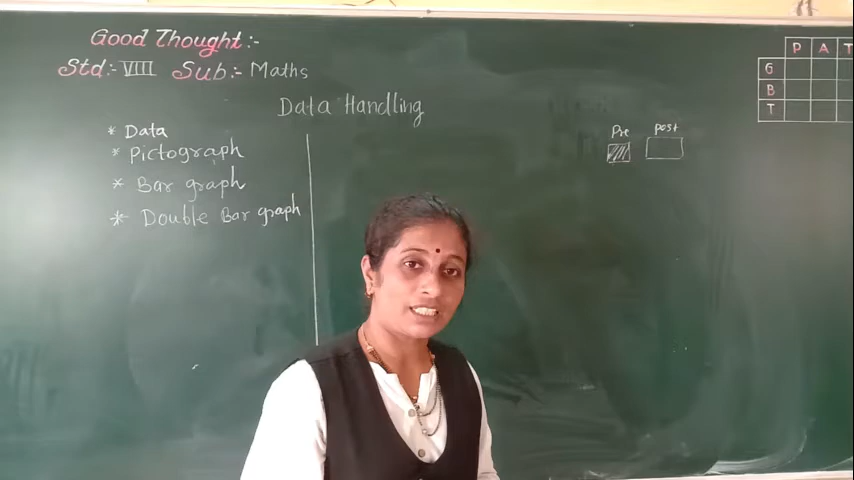 Good Thought:-
Std:- VIII Sub:- Maths
Data Handling
* Data
* Pictograph
* Bar graph
* Double Bar graph
Pre post
P A T
G
B
T